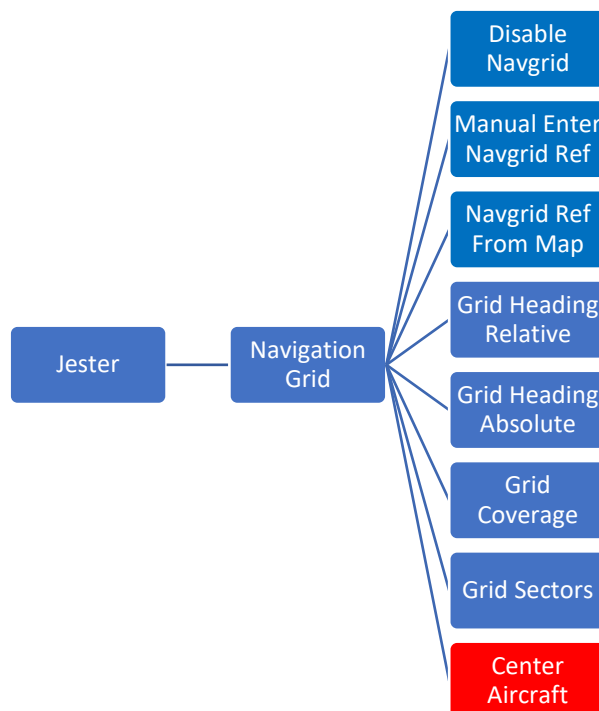 Disable
Navgrid
Manual Enter
Navgrid Ref
Navgrid Ref
From Map
Grid Heading
Relative
Jester
Navigation
Grid
Grid Heading
Absolute
Grid
Coverage
Grid Sectors
Center
Aircraft